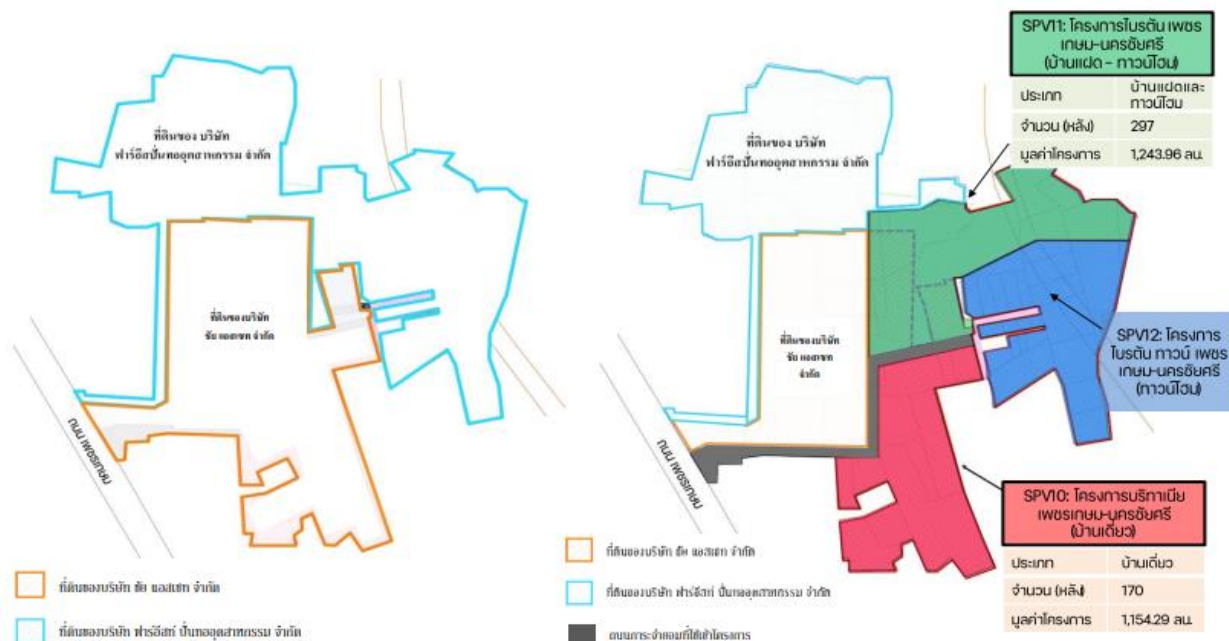 ที่ดินของ บริษัท
ฟาร์อีสปั่นทออุตสาหกรรม จำกัด
ที่ดินของบริษัท
ชัย แอสเซท จำกัด
ถนน เพชรเกษม
ที่ดินของบริษัท ชัย แอสเซท จำกัด
ที่ดินของบริษัท ฟาร์อีสท์ ปั่นทออุตสาหกรรม จำกัด
ที่ดินของ บริษัท
ฟาร์อีสปั่นทออุตสาหกรรม จำกัด
ที่ดินของบริษัท
ชัย แอสเซท
จำกัด
ถนน เพชรเกษม
ที่ดินของบริษัท ชัย แอสเซท จำกัด
ที่ดินของบริษัท ฟาร์อีสท์ ปั่นทออุตสาหกรรม จำกัด
ถนนภาระจำยอมที่ใช้เข้าโครงการ
SPV11: โครงการไบรตัน เพชร
เกษม-นครชัยศรี
(บ้านแฝด - ทาวน์โฮม)
ประเภท บ้านแฝดและ
ทาวน์โฮม
จำนวน (หลัง) 297
มูลค่าโครงการ 1,243.96 ลบ.
SPV12: โครงการ
ไบรตัน ทาวน์ เพชร
เกษม-นครชัยศรี
(ทาวน์โฮม)
SPV10: โครงการบริทาเนีย
เพชรเกษม-นครชัยศรี
(บ้านเดี่ยว)
ประเภท บ้านเดี่ยว
จำนวน (หลัง) 170
มูลค่าโครงการ 1,154.29 ลบ.